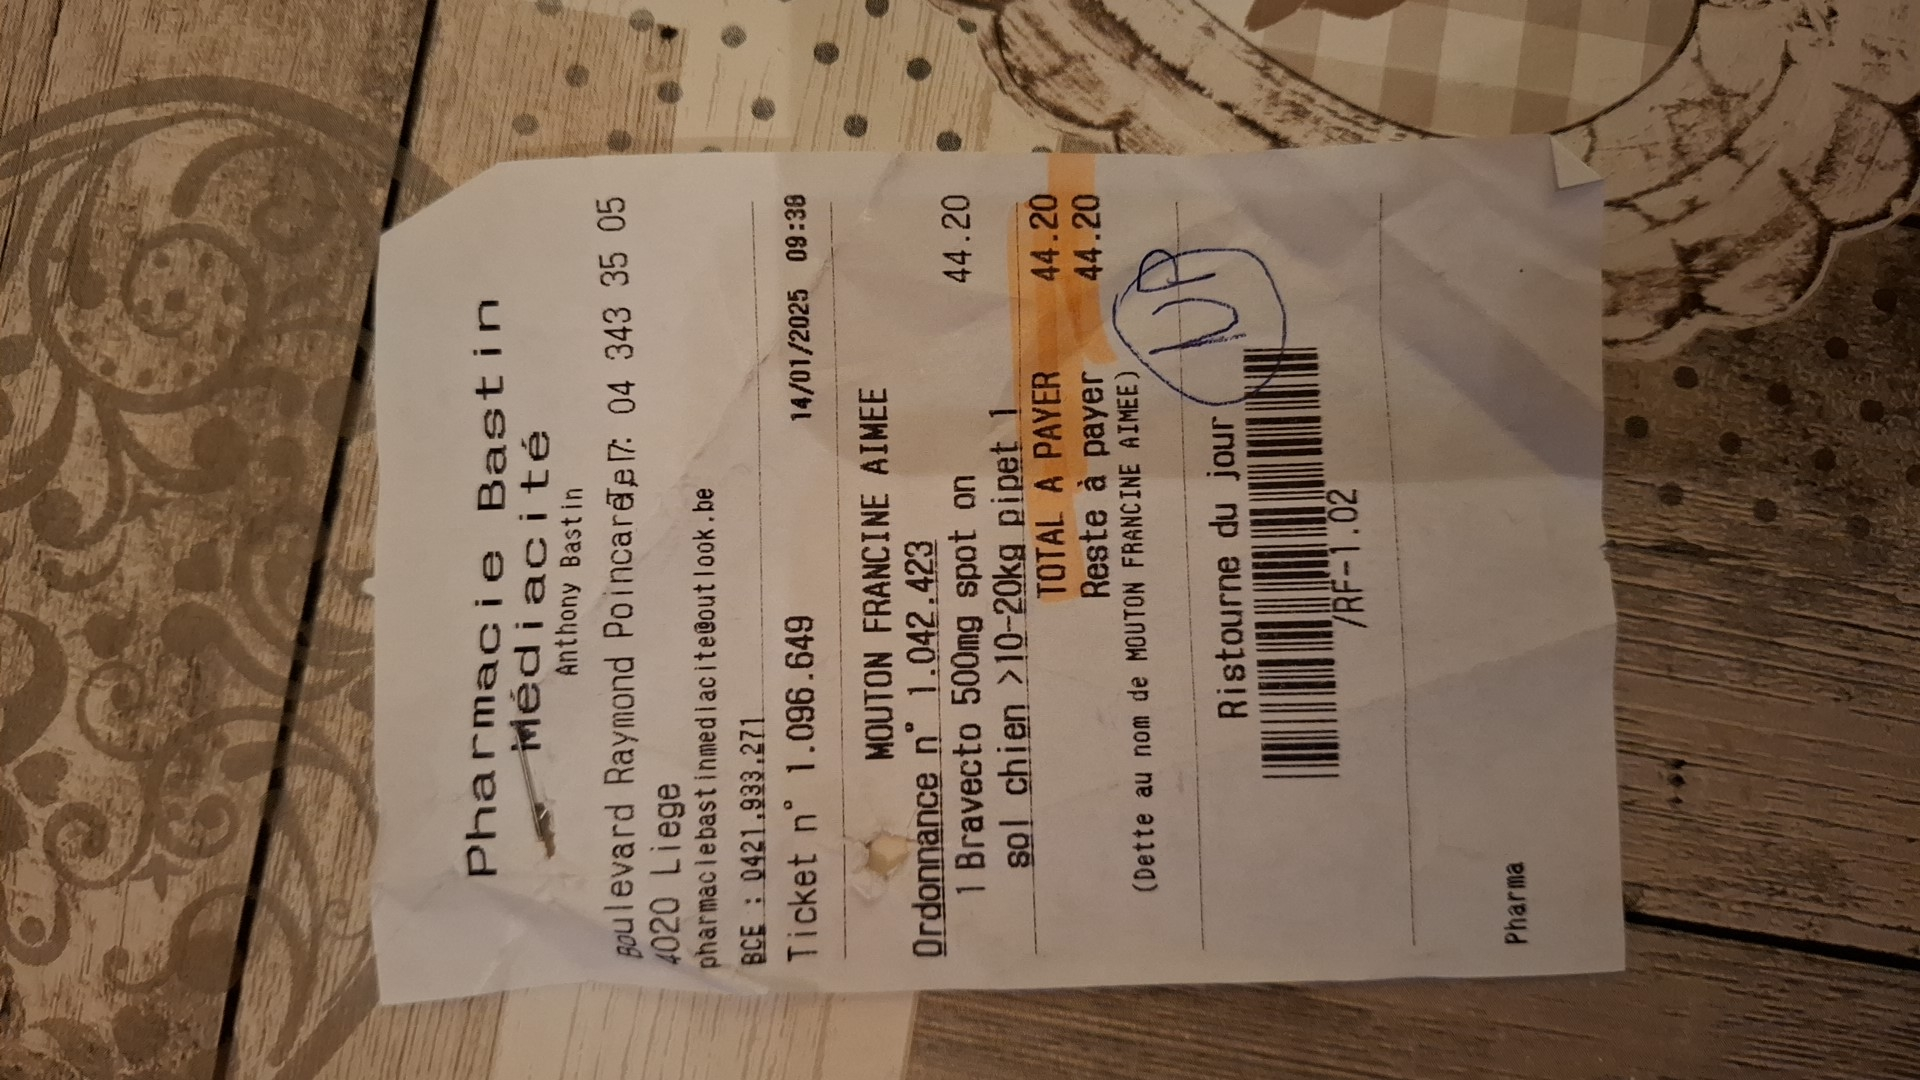 Pharmacie Bastin
Médiacité
Anthony Bastin
Boulevard Raymond Poincaré 7: 04 343 35 05
4020 Liege
pharmaciebastinmediacite@outlook.be
BCE : 0421.933.271
Ticket n° 1.096.649 14/01/2025 09:38
MOUTON FRANCINE AIMEE
Ordonnance n° 1.042.423
1 Bravecto 500mg spot on 44.20
sol chien >10-20kg pipet 1
TOTAL A PAYER 44.20
Reste à payer 44.20
(Dette au nom de MOUTON FRANCINE AIMEE)
Ristourne du jour
/RF-1.02
Pharma